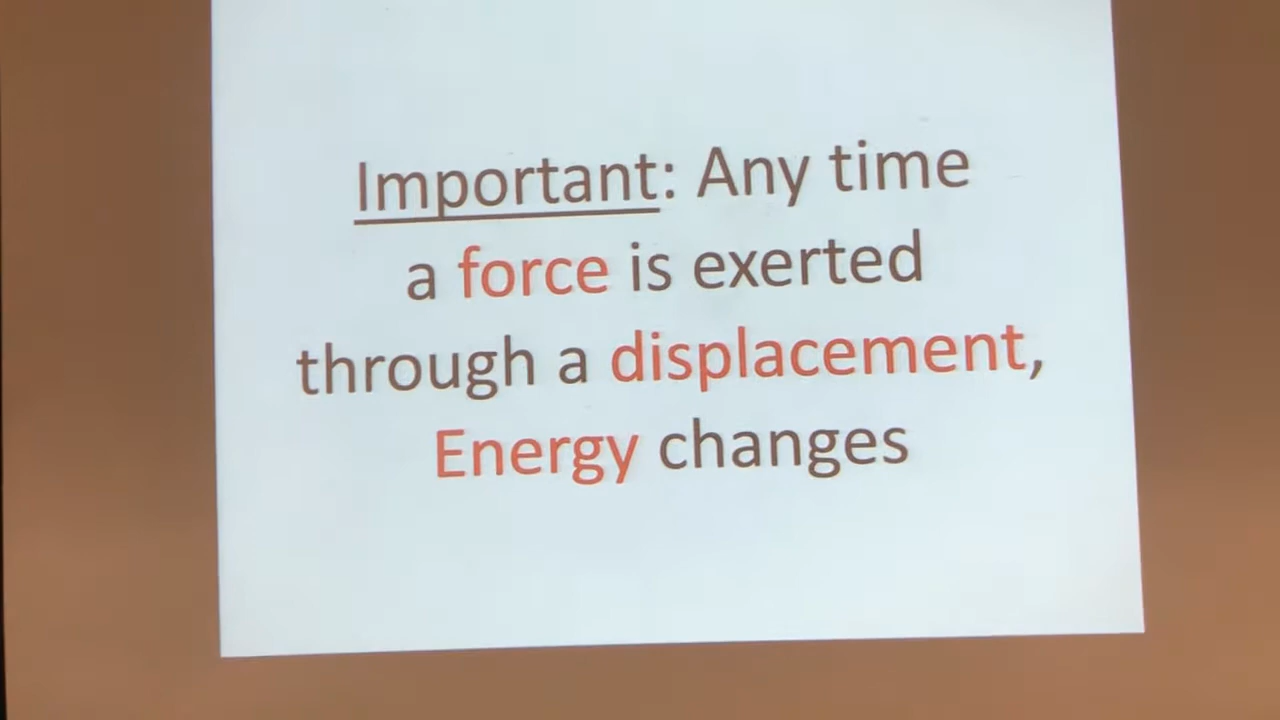 Important: Any time
a force is exerted
through a displacement,
Energy changes